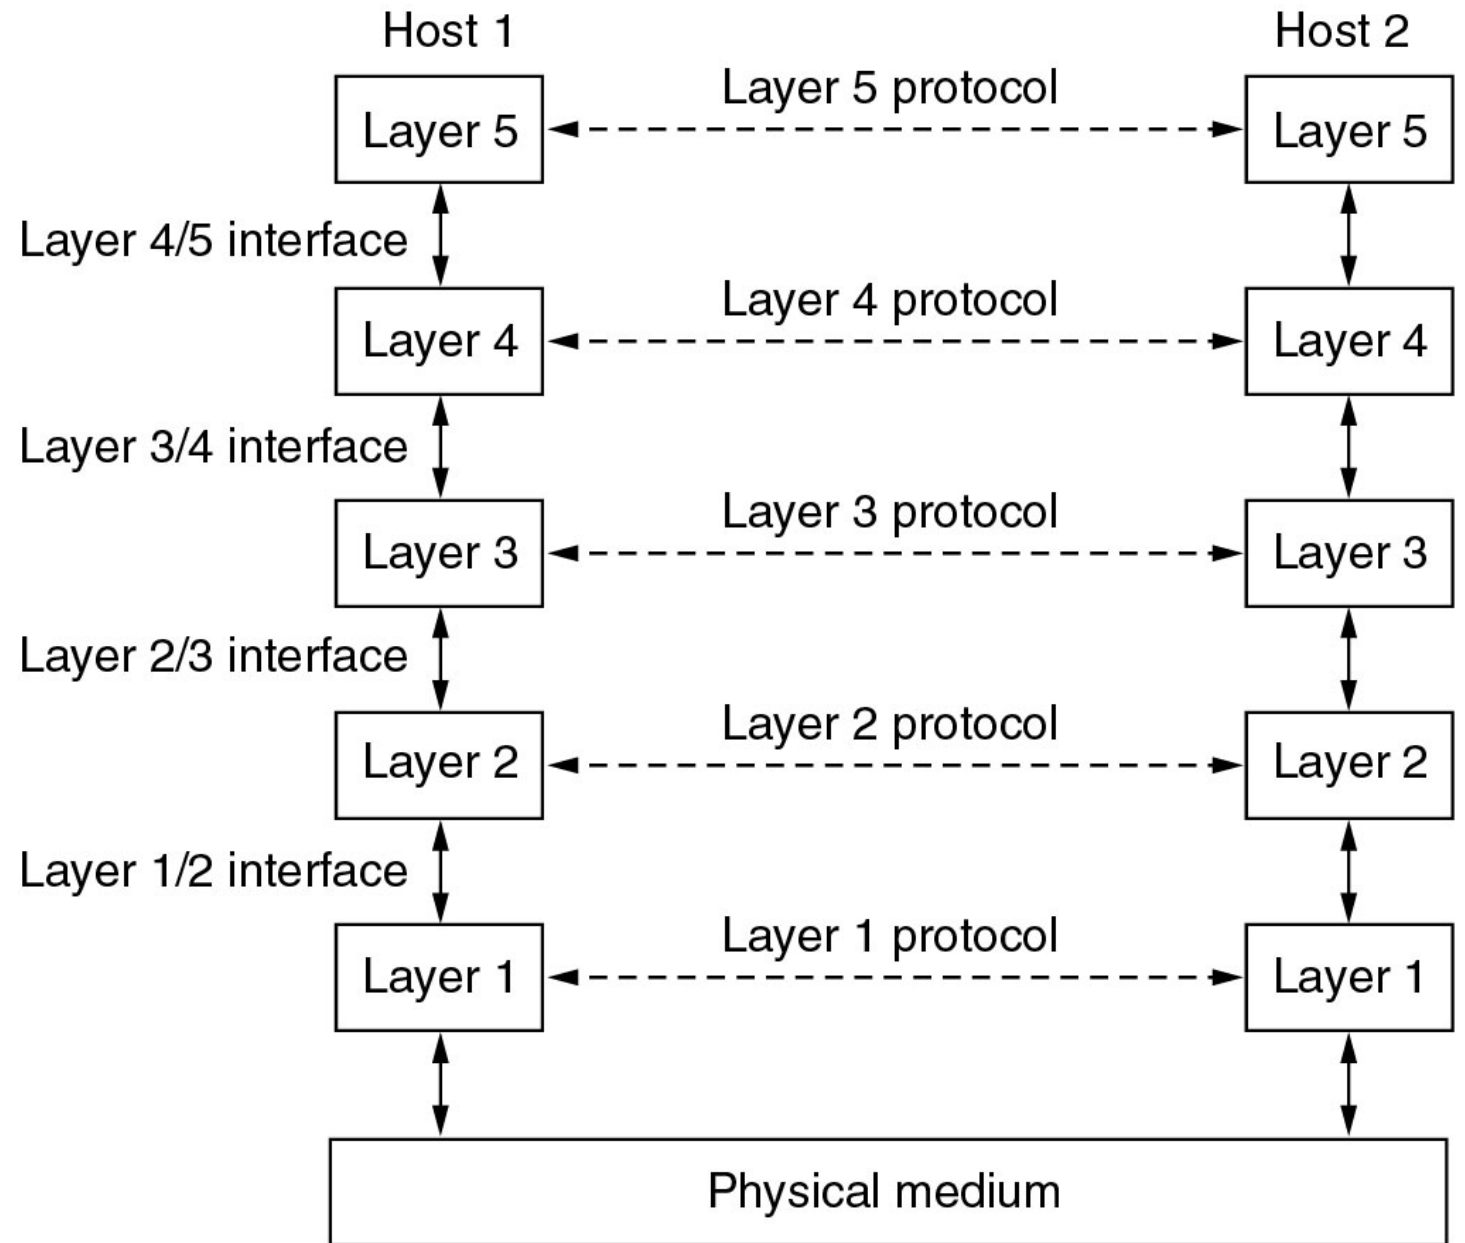 Host 1
Host 2
Layer 5 protocol
Layer 5
Layer 5
Layer 4/5 interface
Layer 4 protocol
Layer 4
Layer 4
Layer 3/4 interface
Layer 3 protocol
Layer 3
Layer 3
Layer 2/3 interface
Layer 2 protocol
Layer 2
Layer 2
Layer 1/2 interface
Layer 1 protocol
Layer 1
Layer 1
Physical medium